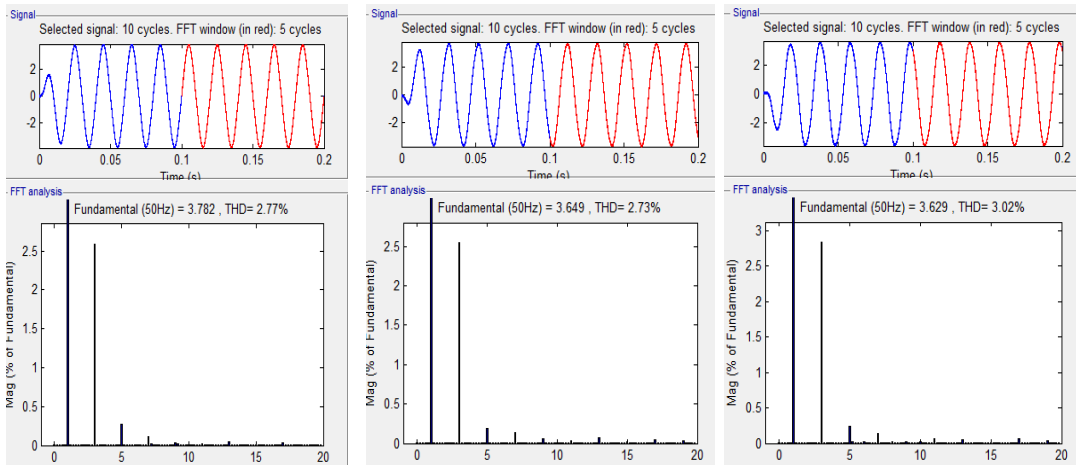 Signal
Selected signal: 10 cycles. FFT window (in red): 5 cycles
2
0
-2
0 0.05 0.1 0.15 0.2
Time (s)
FFT analysis
Fundamental (50Hz) = 3.782 , THD= 2.77%
Mag (% of Fundamental)
2.5
2
1.5
1
0.5
0
0 5 10 15 20
Signal
Selected signal: 10 cycles. FFT window (in red): 5 cycles
2
0
-2
0 0.05 0.1 0.15 0.2
Time (s)
FFT analysis
Fundamental (50Hz) = 3.649 , THD= 2.73%
Mag (% of Fundamental)
2.5
2
1.5
1
0.5
0
0 5 10 15 20
Signal
Selected signal: 10 cycles. FFT window (in red): 5 cycles
2
0
-2
0 0.05 0.1 0.15 0.2
Time (s)
FFT analysis
Fundamental (50Hz) = 3.629 , THD= 3.02%
Mag (% of Fundamental)
3
2.5
2
1.5
1
0.5
0
0 5 10 15 20